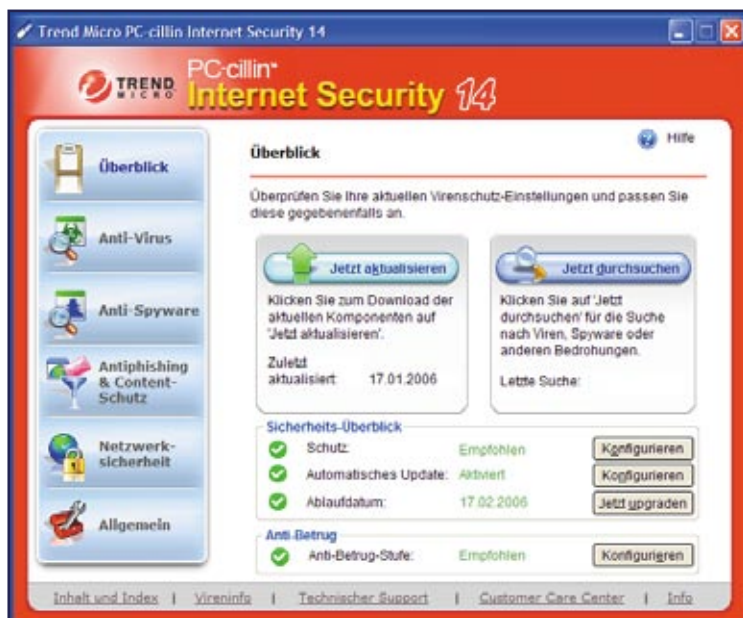 Trend Micro PC-cillin Internet Security 14
TREND
MICRO
PC-cillin™
Internet Security 14
Überblick
Anti-Virus
Anti-Spyware
Antiphishing
& Content-
Schutz
Netzwerk-
sicherheit
Allgemein
Hilfe
Überblick
Überprüfen Sie Ihre aktuellen Virenschutz-Einstellungen und passen Sie
diese gegebenenfalls an.
Jetzt aktualisieren
Klicken Sie zum Download der
aktuellen Komponenten auf
'Jetzt aktualisieren'.
Zuletzt
aktualisiert: 17.01.2006
Jetzt durchsuchen
Klicken Sie auf 'Jetzt
durchsuchen' für die Suche
nach Viren, Spyware oder
anderen Bedrohungen.
Letzte Suche:
Sicherheits-Überblick
Schutz: Empfohlen Konfigurieren
Automatisches Update: Aktiviert Konfigurieren
Ablaufdatum: 17.02.2006 Jetzt upgraden
Anti-Betrug
Anti-Betrug-Stufe: Empfohlen Konfigurieren
Inhalt und Index | Vireninfo | Technischer Support | Customer Care Center | Info